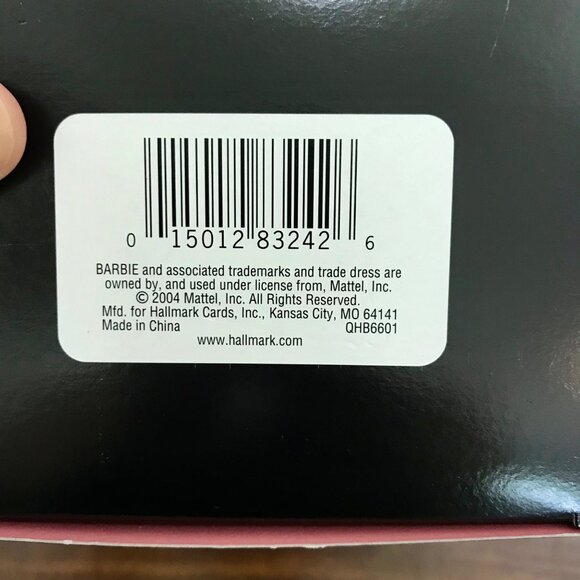 0 15012 83242 6
BARBIE and associated trademarks and trade dress are
owned by, and used under license from, Mattel, Inc.
© 2004 Mattel, Inc. All Rights Reserved.
Mfd. for Hallmark Cards, Inc., Kansas City, MO 64141
Made in China QHB6601
www.hallmark.com